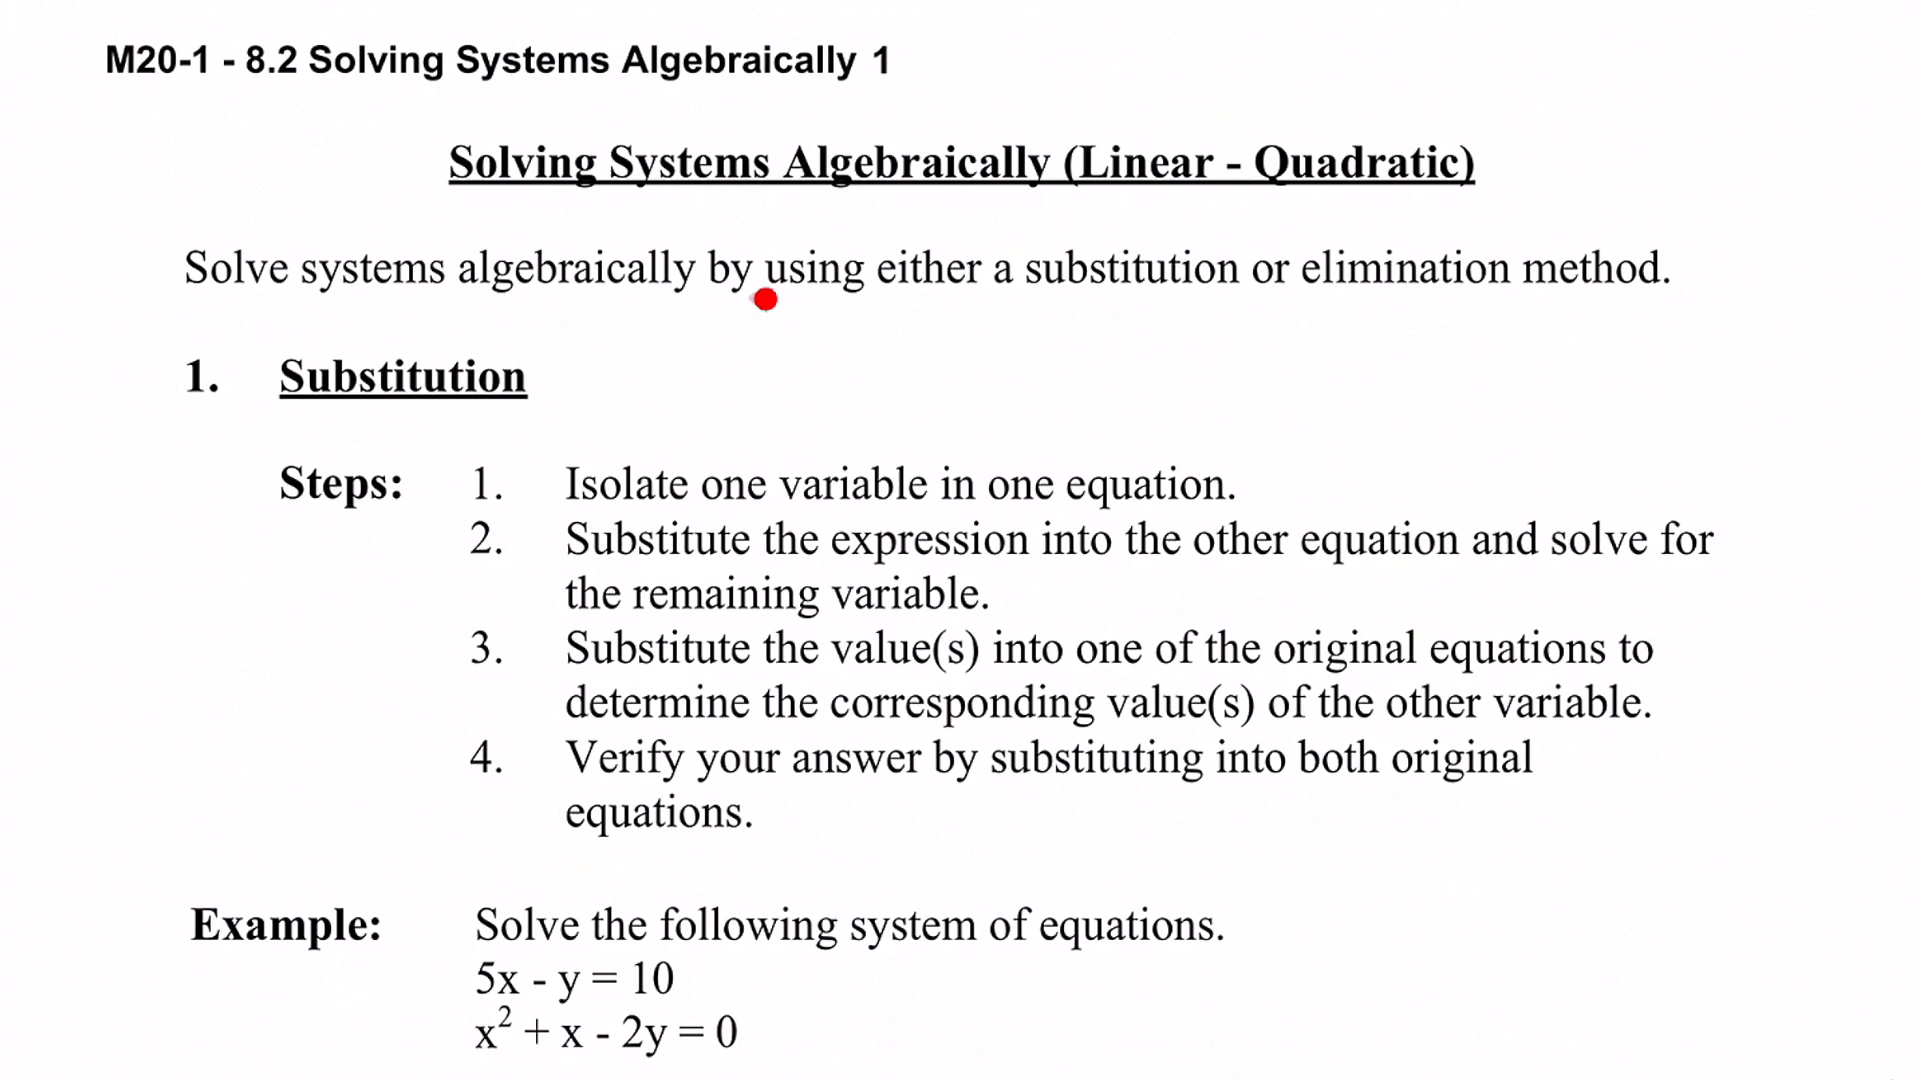 M20-1 - 8.2 Solving Systems Algebraically 1
Solving Systems Algebraically (Linear - Quadratic)
Solve systems algebraically by using either a substitution or elimination method.
1. Substitution
Steps: 1. Isolate one variable in one equation.
2. Substitute the expression into the other equation and solve for
the remaining variable.
3. Substitute the value(s) into one of the original equations to
determine the corresponding value(s) of the other variable.
4. Verify your answer by substituting into both original
equations.
Example: Solve the following system of equations.
5x - y = 10
x² + x - 2y = 0